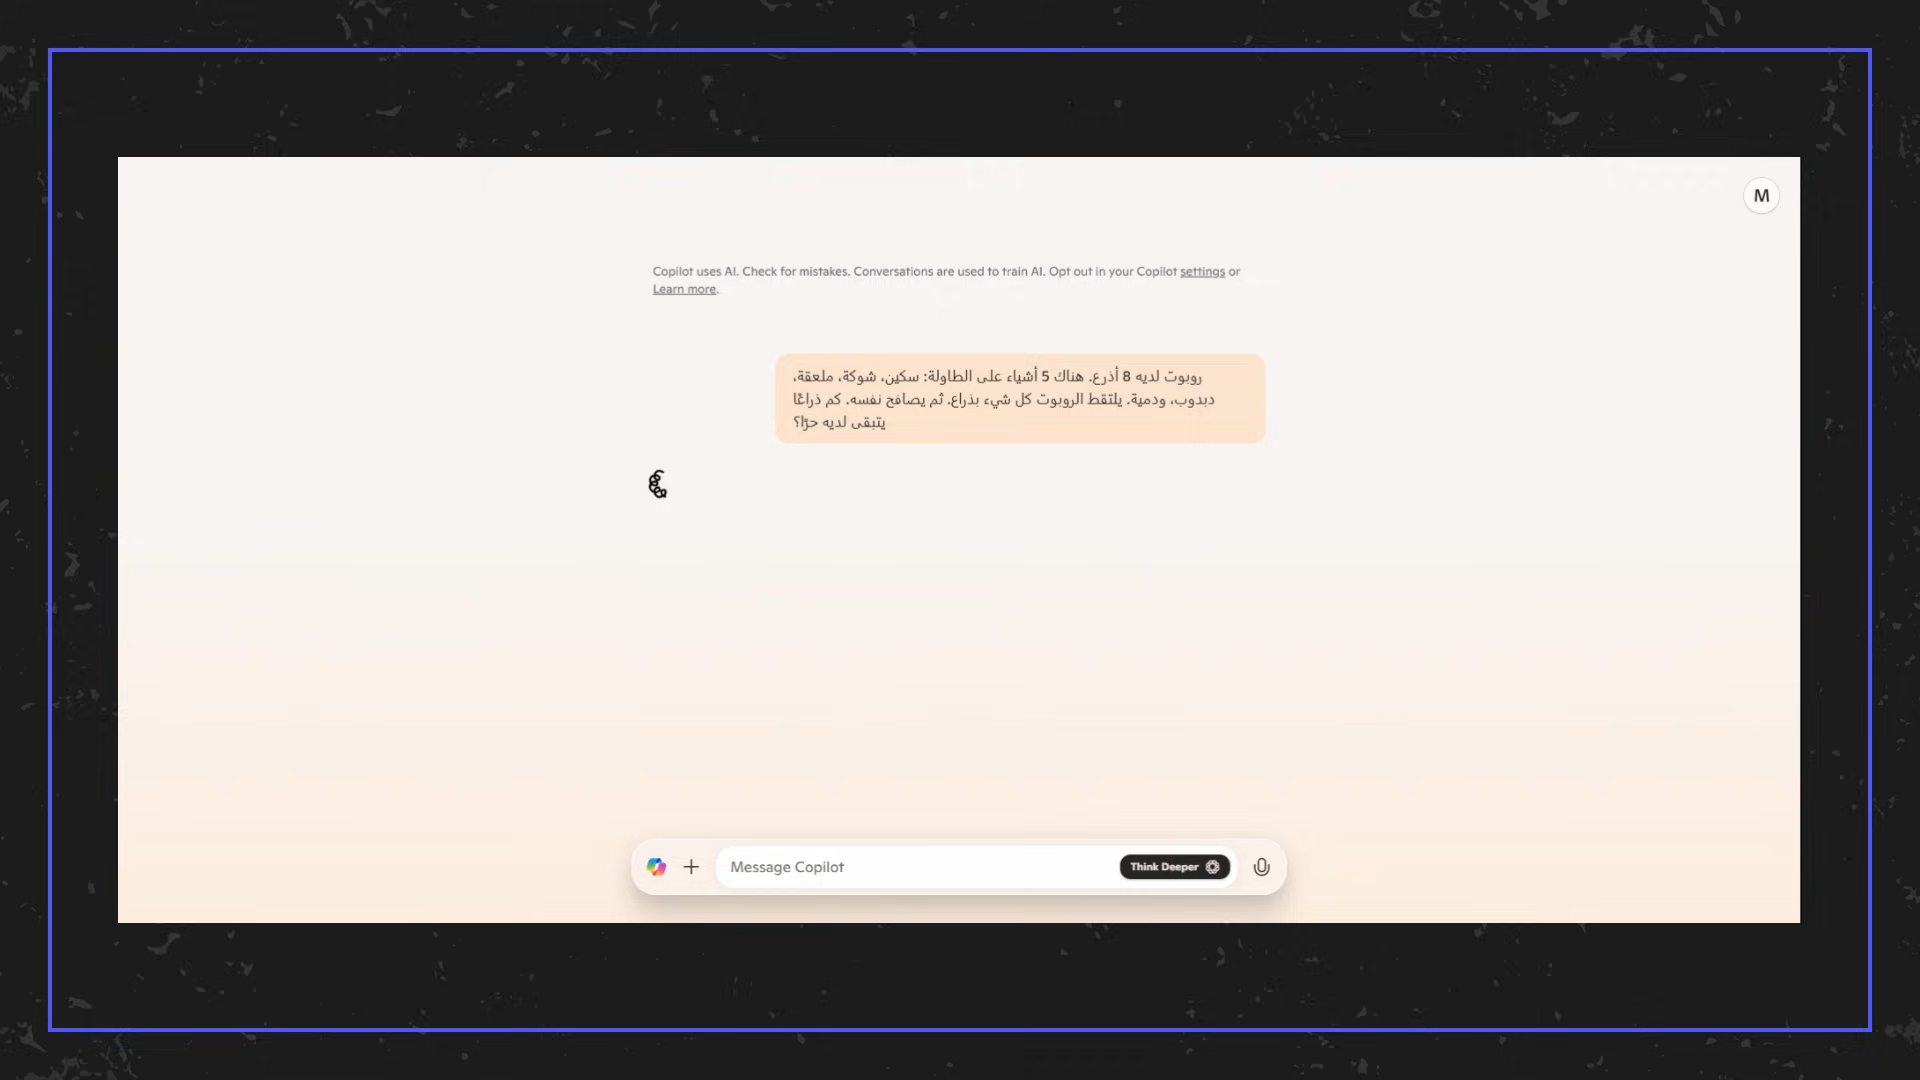 M
Copilot uses AI. Check for mistakes. Conversations are used to train AI. Opt out in your Copilot settings or
Learn more.
روبوت لديه 8 أذرع. هناك 5 أشياء على الطاولة: سكين، شوكة، ملعقة،
دبدوب، ودمية. يلتقط الروبوت كل شيء بذراع. ثم يصافح نفسه. كم ذراعًا
يتبقى لديه حرًا؟
Message Copilot
Think Deeper